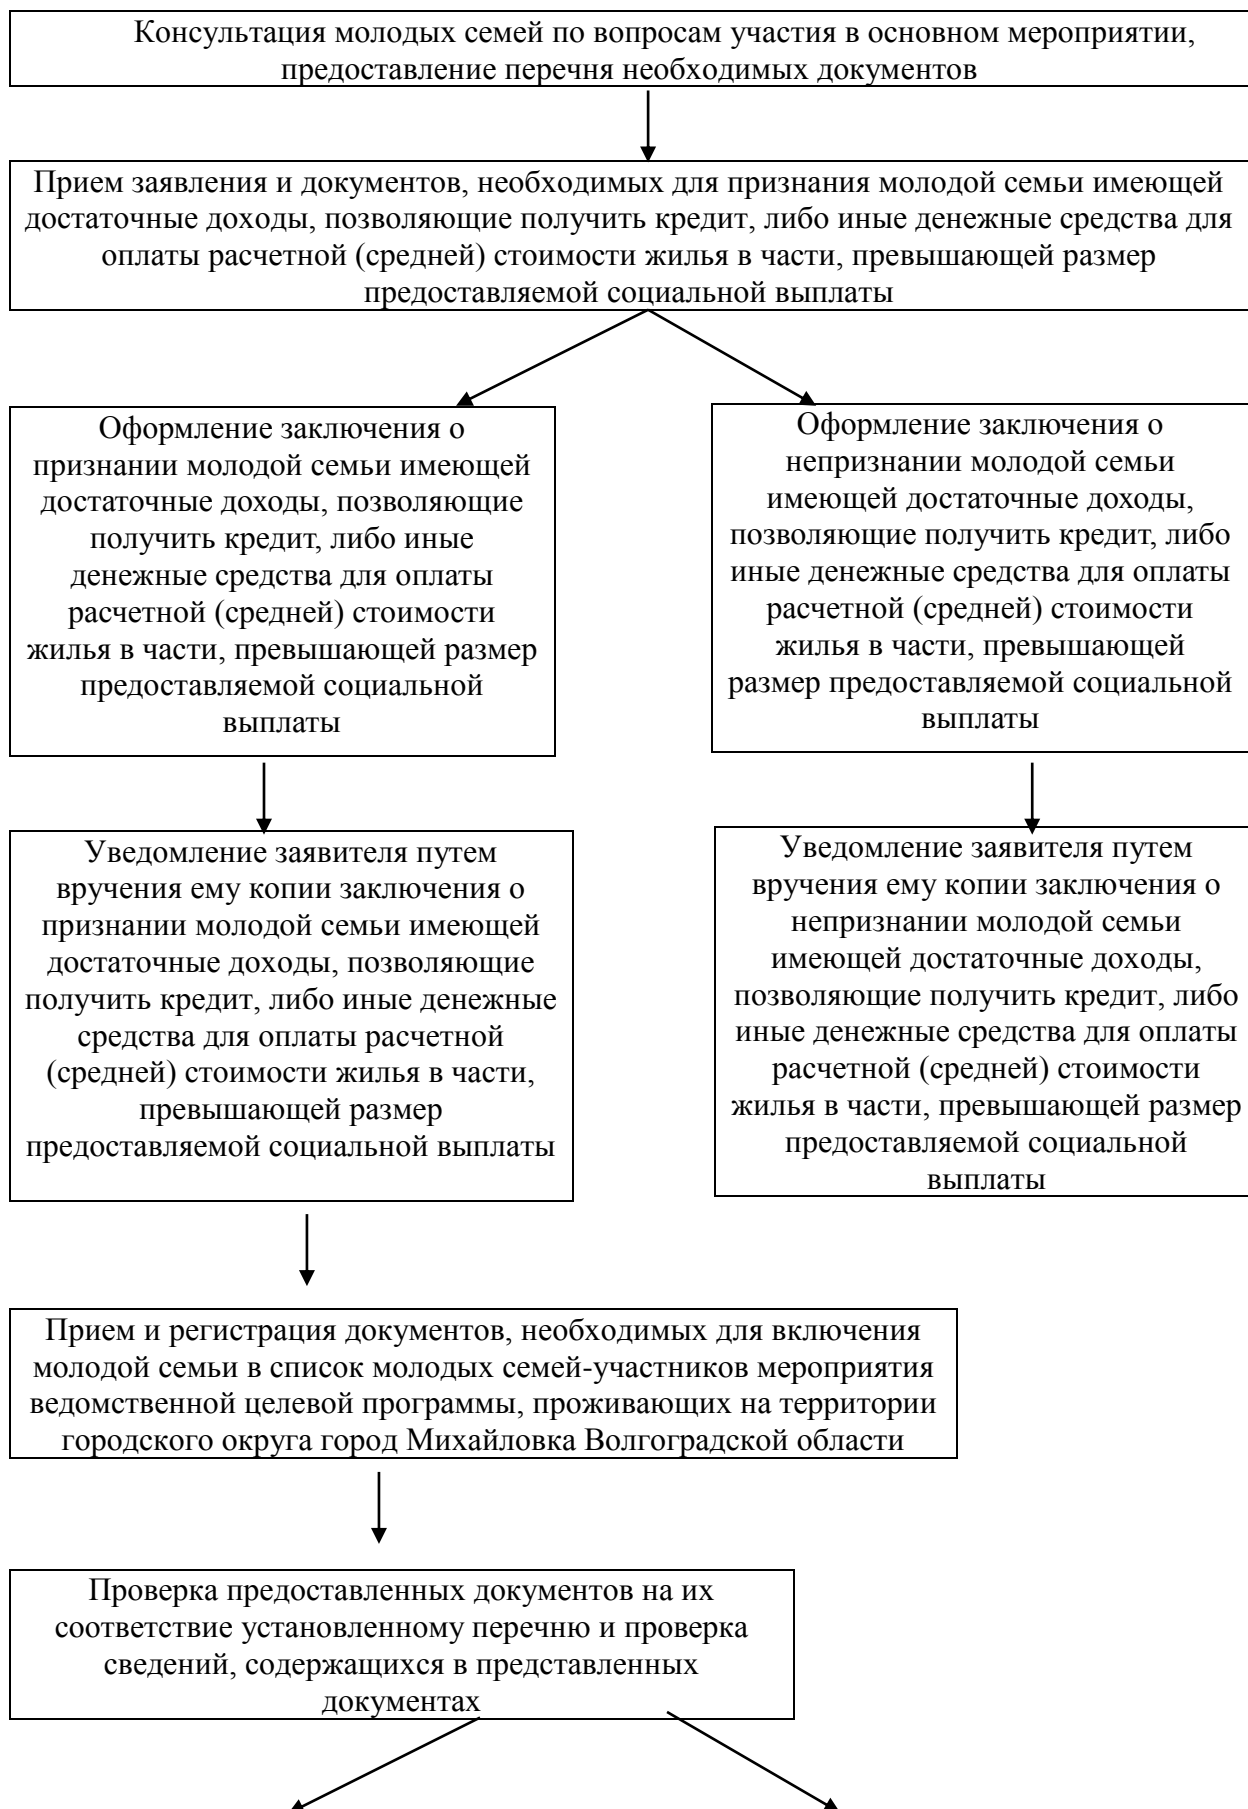 Консультация молодых семей по вопросам участия в основном мероприятии,
предоставление перечня необходимых документов
Прием заявления и документов, необходимых для признания молодой семьи имеющей
достаточные доходы, позволяющие получить кредит, либо иные денежные средства для
оплаты расчетной (средней) стоимости жилья в части, превышающей размер
предоставляемой социальной выплаты
Оформление заключения о
признании молодой семьи имеющей
достаточные доходы, позволяющие
получить кредит, либо иные
денежные средства для оплаты
расчетной (средней) стоимости
жилья в части, превышающей размер
предоставляемой социальной
выплаты
Оформление заключения о
непризнании молодой семьи
имеющей достаточные доходы,
позволяющие получить кредит, либо
иные денежные средства для оплаты
расчетной (средней) стоимости
жилья в части, превышающей
размер предоставляемой социальной
выплаты
Уведомление заявителя путем
вручения ему копии заключения о
признании молодой семьи имеющей
достаточные доходы, позволяющие
получить кредит, либо иные денежные
средства для оплаты расчетной
(средней) стоимости жилья в части,
превышающей размер
предоставляемой социальной выплаты
Уведомление заявителя путем
вручения ему копии заключения о
непризнании молодой семьи
имеющей достаточные доходы,
позволяющие получить кредит, либо
иные денежные средства для оплаты
расчетной (средней) стоимости
жилья в части, превышающей размер
предоставляемой социальной
выплаты
Прием и регистрация документов, необходимых для включения
молодой семьи в список молодых семей-участников мероприятия
ведомственной целевой программы, проживающих на территории
городского округа город Михайловка Волгоградской области
Проверка предоставленных документов на их
соответствие установленному перечню и проверка
сведений, содержащихся в представленных
документах